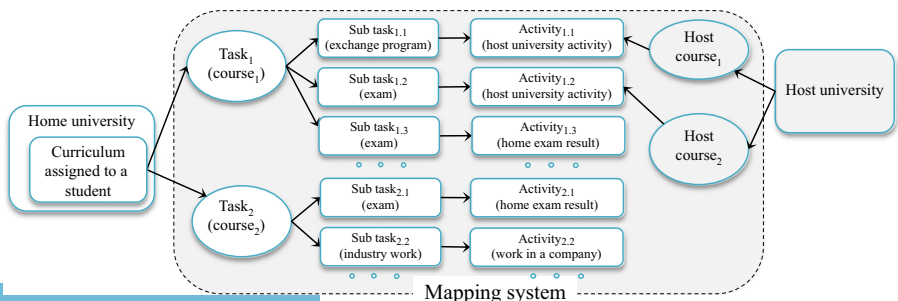 Home university
Curriculum
assigned to a
student
Task1
(course1)
Task2
(course2)
Sub task1.1
(exchange program)
Sub task1.2
(exam)
Sub task1.3
(exam)
Sub task2.1
(exam)
Sub task2.2
(industry work)
Activity1.1
(host university activity)
Activity1.2
(host university activity)
Activity1.3
(home exam result)
Activity2.1
(home exam result)
Activity2.2
(work in a company)
Host
course1
Host
course2
Host university
Mapping system